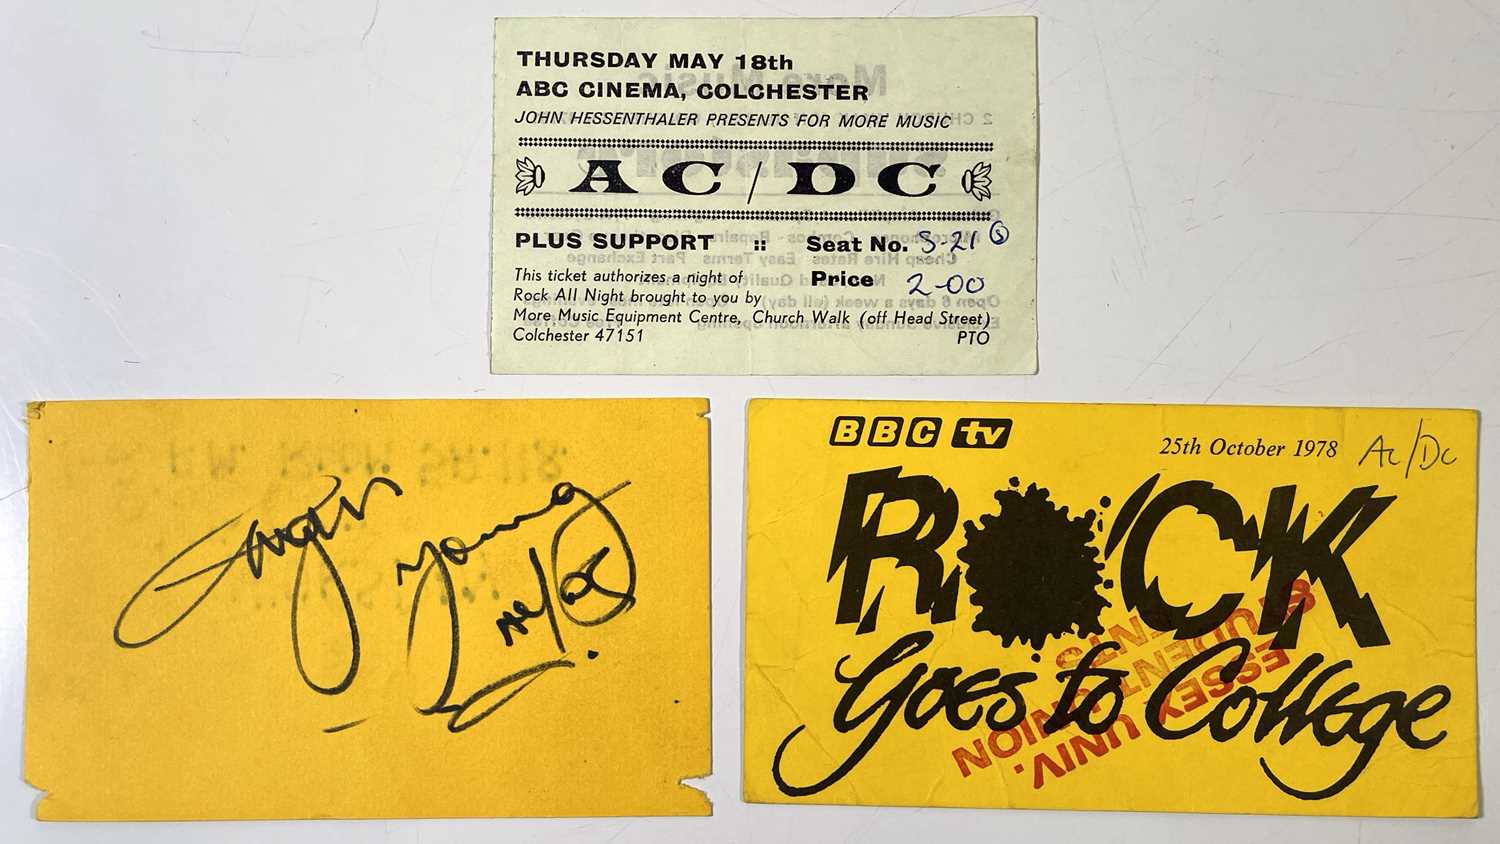 THURSDAY MAY 18th
ABC CINEMA, COLCHESTER
JOHN HESSENTHALER PRESENTS FOR MORE MUSIC
AC/DC
PLUS SUPPORT :: Seat No. S-21 S
Price 2-00
This ticket authorizes a night of
Rock All Night brought to you by
More Music Equipment Centre, Church Walk (off Head Street)
Colchester 47151 PTO
Angus
Young
AC/DC
BBC tv
25th October 1978 AC/DC
ROCK
Goes to College
ESSEX UNIV.
STUDENTS UNION